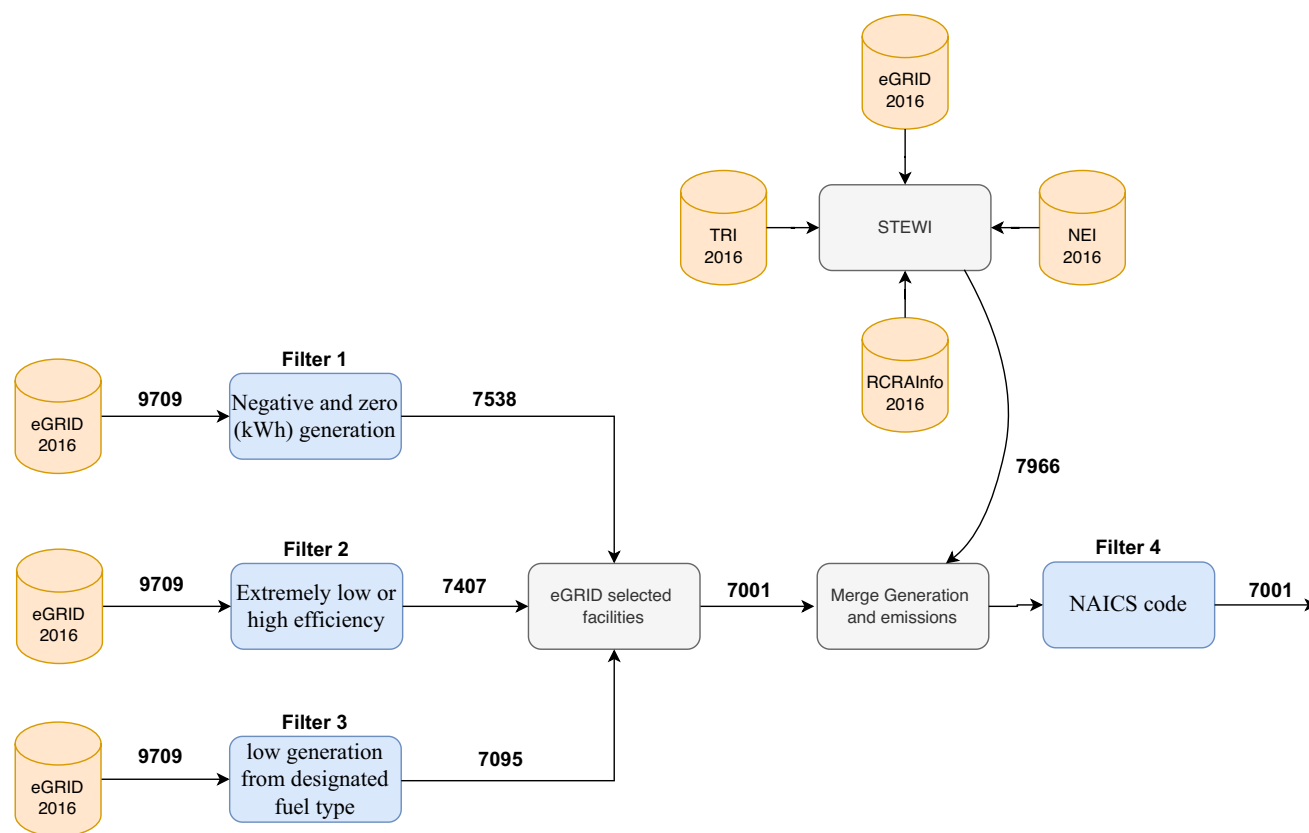 eGRID
2016
TRI
2016
STEWI
NEI
2016
RCRAInfo
2016
Filter 1
eGRID
2016
9709
Negative and zero
(kWh) generation
7538
7966
Filter 2
eGRID
2016
9709
Extremely low or
high efficiency
7407
eGRID selected
facilities
7001
Merge Generation
and emissions
Filter 4
NAICS code
7001
Filter 3
eGRID
2016
9709
low generation
from designated
fuel type
7095